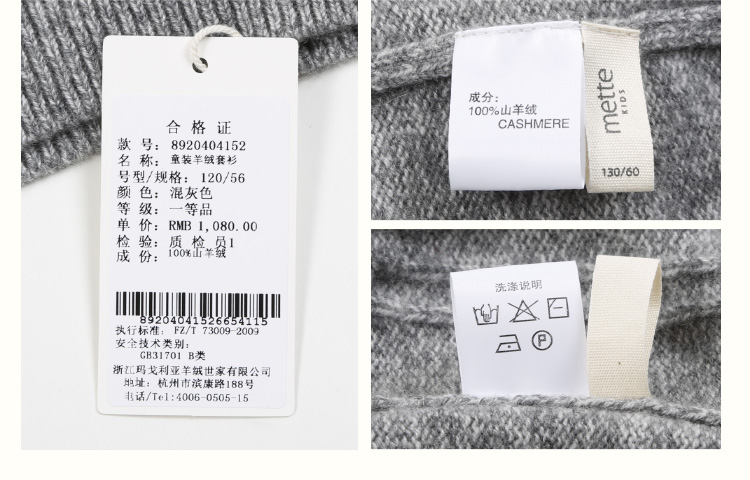 合格证
款号: 8920404152
名称: 童装羊绒套衫
号型/规格: 120/56
颜色: 混灰色
等级: 一等品
单价: RMB 1,080.00
检验: 质检员1
成份: 100%山羊绒
89204041526654115
执行标准: FZ/T 73009-2009
安全技术类别:
GB31701 B类
浙江玛戈利亚羊绒世家有限公司
地址: 杭州市滨康路188号
电话/Tel:4006-0505-15
成分:
100%山羊绒
CASHMERE
mette
KIDS
130/60
洗涤说明
P